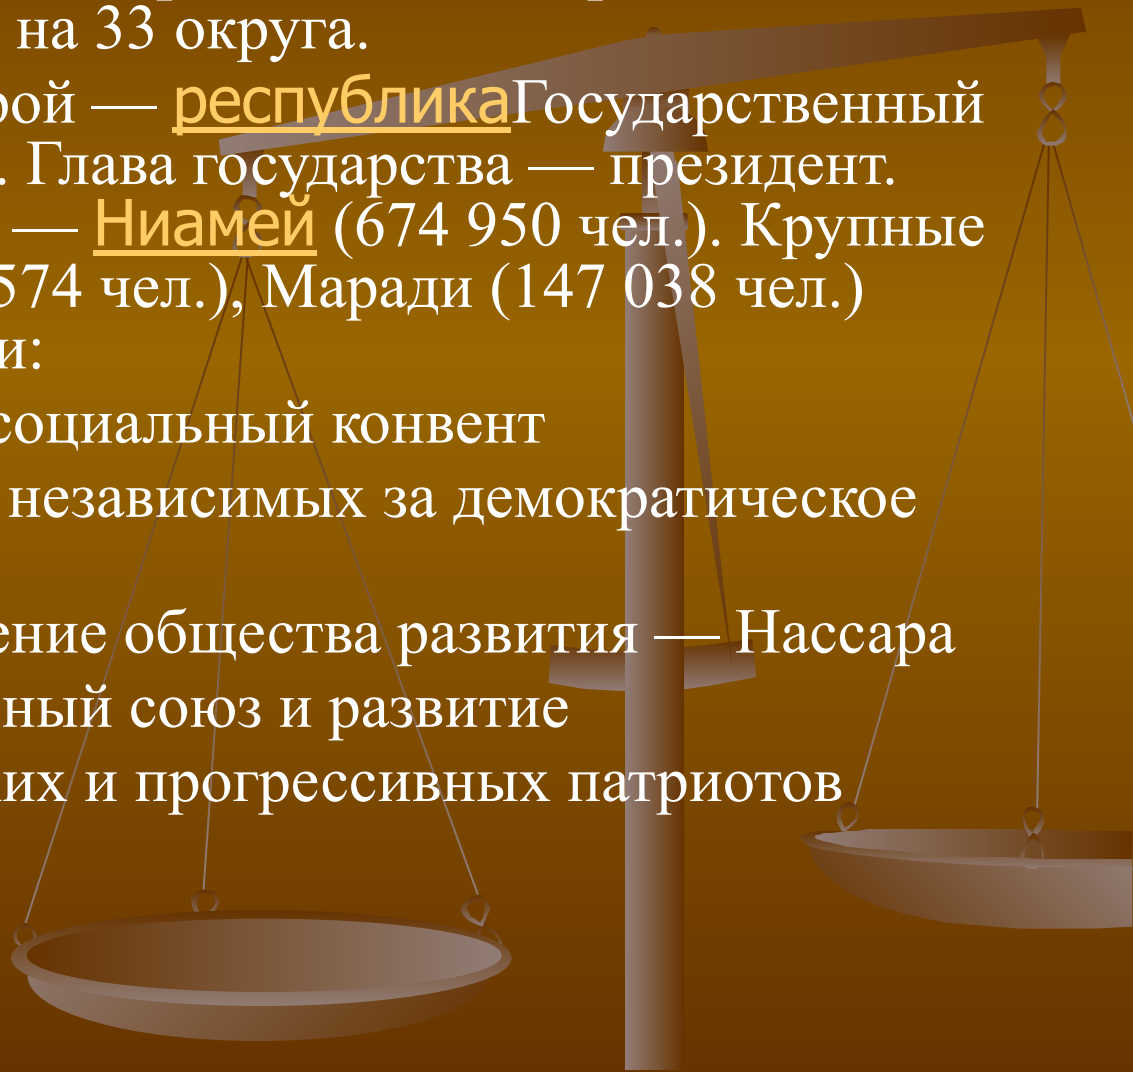 на 33 округа.
рой — республикаГосударственный
. Глава государства — президент.
— Ниамей (674 950 чел.). Крупные
574 чел.), Маради (147 038 чел.)
и:
социальный конвент
независимых за демократическое
ение общества развития — Нассара
ный союз и развитие
их и прогрессивных патриотов